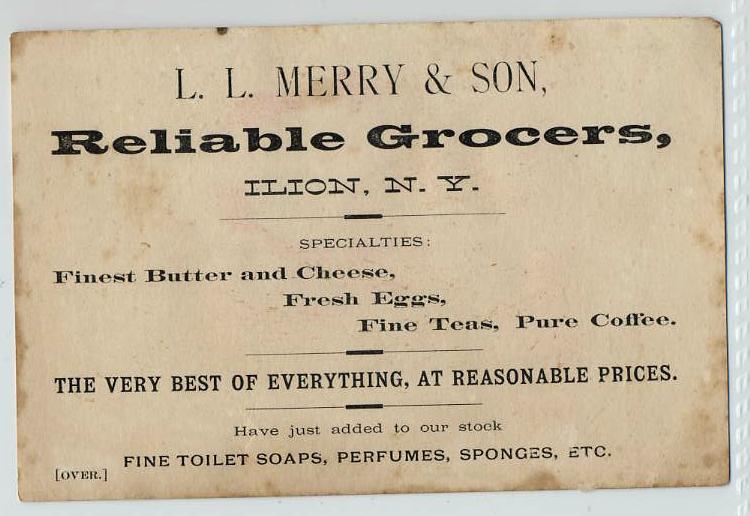 L. L. MERRY & SON,
Reliable Grocers,
ILION, N. Y.
SPECIALTIES:
Finest Butter and Cheese,
Fresh Eggs,
Fine Teas, Pure Coffee.
THE VERY BEST OF EVERYTHING, AT REASONABLE PRICES.
Have just added to our stock
FINE TOILET SOAPS, PERFUMES, SPONGES, ETC.
[OVER.]